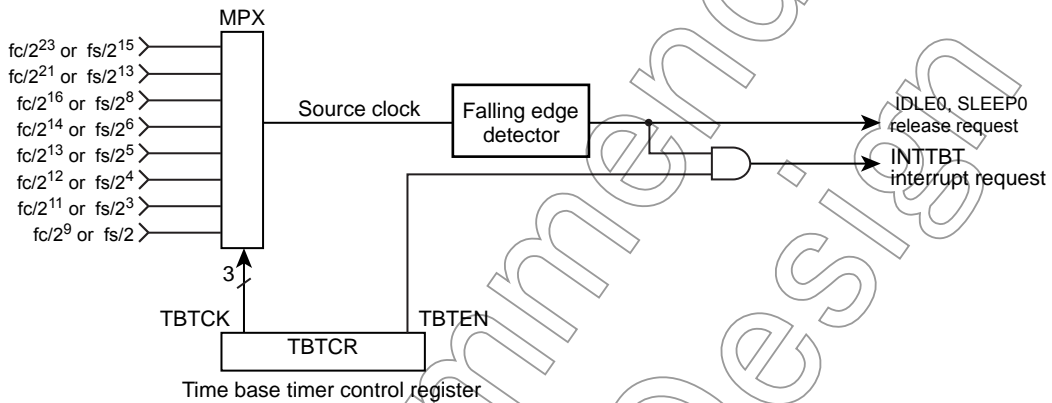 MPX
fc/2^23 or fs/2^15
fc/2^21 or fs/2^13
fc/2^16 or fs/2^8
fc/2^14 or fs/2^6
fc/2^13 or fs/2^5
fc/2^12 or fs/2^4
fc/2^11 or fs/2^3
fc/2^9 or fs/2
Source clock
Falling edge
detector
IDLE0, SLEEP0
release request
INTTBT
interrupt request
3
TBTCK
TBTEN
TBTCR
Time base timer control register
mmend
Design